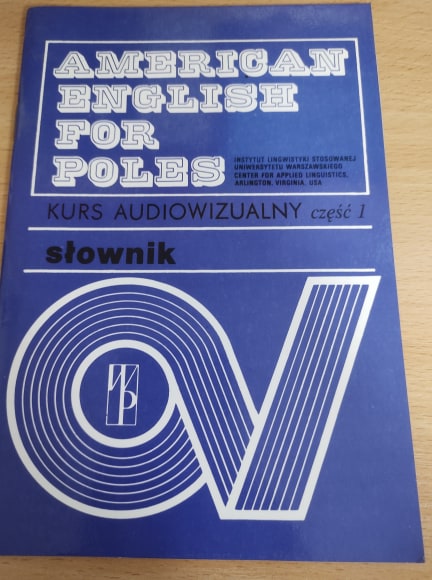 AMERICAN
ENGLISH
FOR
POLES
INSTYTUT LINGWISTYKI STOSOWANEJ
UNIWERSYTETU WARSZAWSKIEGO
CENTER FOR APPLIED LINGUISTICS,
ARLINGTON, VIRGINIA, USA
KURS AUDIOWIZUALNY część 1
słownik
WP